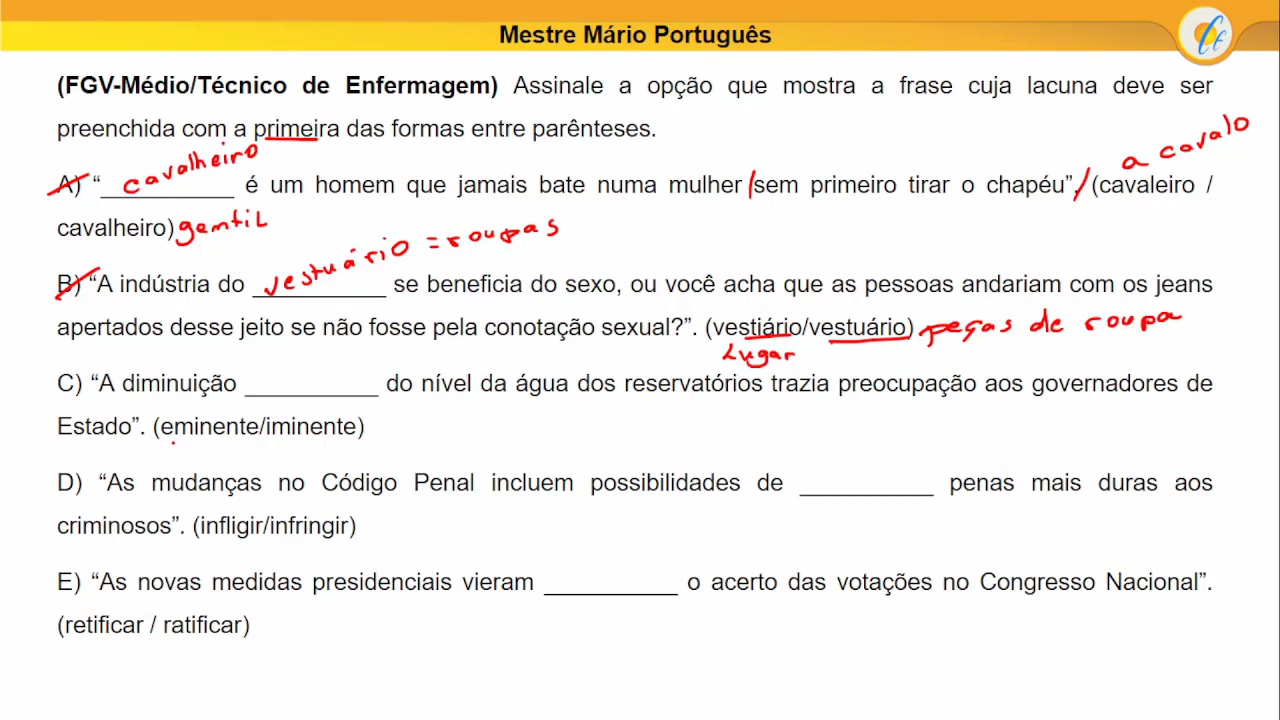 Mestre Mário Português
(FGV-Médio/Técnico de Enfermagem) Assinale a opção que mostra a frase cuja lacuna deve ser
preenchida com a primeira das formas entre parênteses.
a cavalo
cavalheiro
A) “__________ é um homem que jamais bate numa mulher sem primeiro tirar o chapéu”. (cavaleiro /
cavalheiro) gentil
vestuário = roupas
B) “A indústria do __________ se beneficia do sexo, ou você acha que as pessoas andariam com os jeans
apertados desse jeito se não fosse pela conotação sexual?”. (vestiário/vestuário) peças de roupa
Lugar
C) “A diminuição __________ do nível da água dos reservatórios trazia preocupação aos governadores de
Estado”. (eminente/iminente)
D) “As mudanças no Código Penal incluem possibilidades de __________ penas mais duras aos
criminosos”. (infligir/infringir)
E) “As novas medidas presidenciais vieram __________ o acerto das votações no Congresso Nacional”.
(retificar / ratificar)